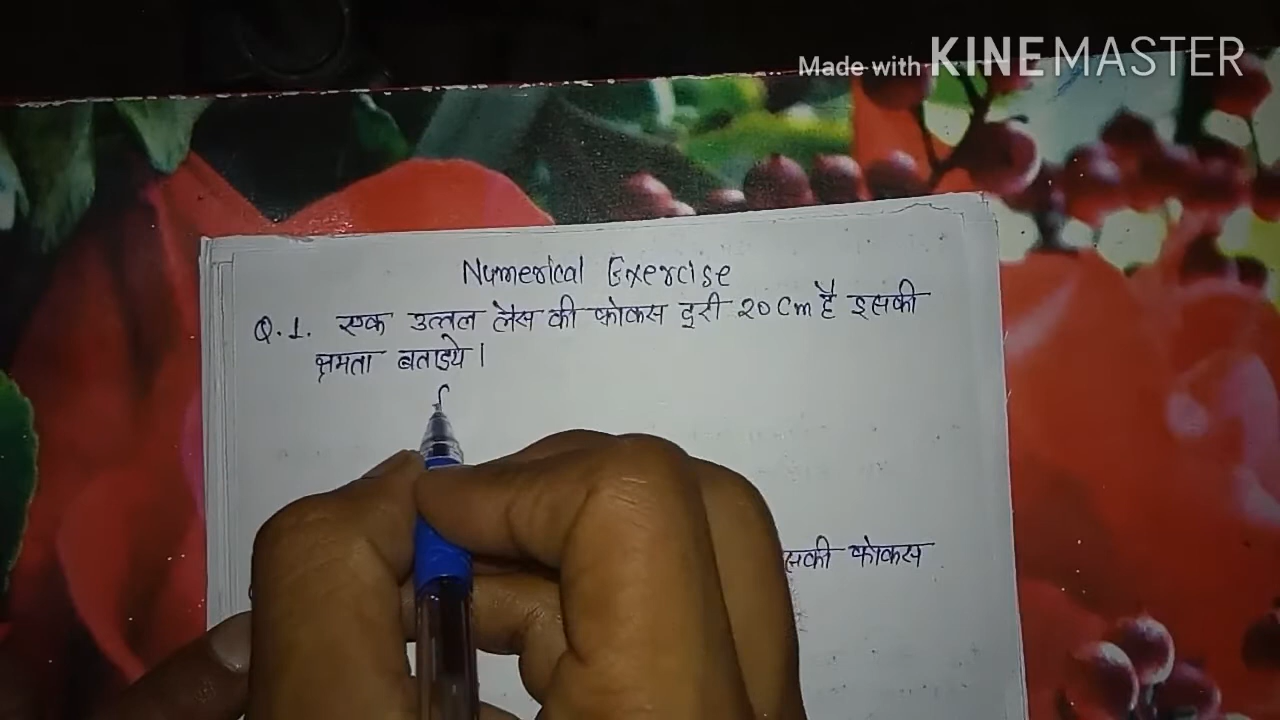 Made with KINEMASTER
Numerical Exercise
Q.1. एक उत्तल लेंस की फोकस दूरी 20 cm है इसकी
क्षमता बताइये।
सकी फोकस